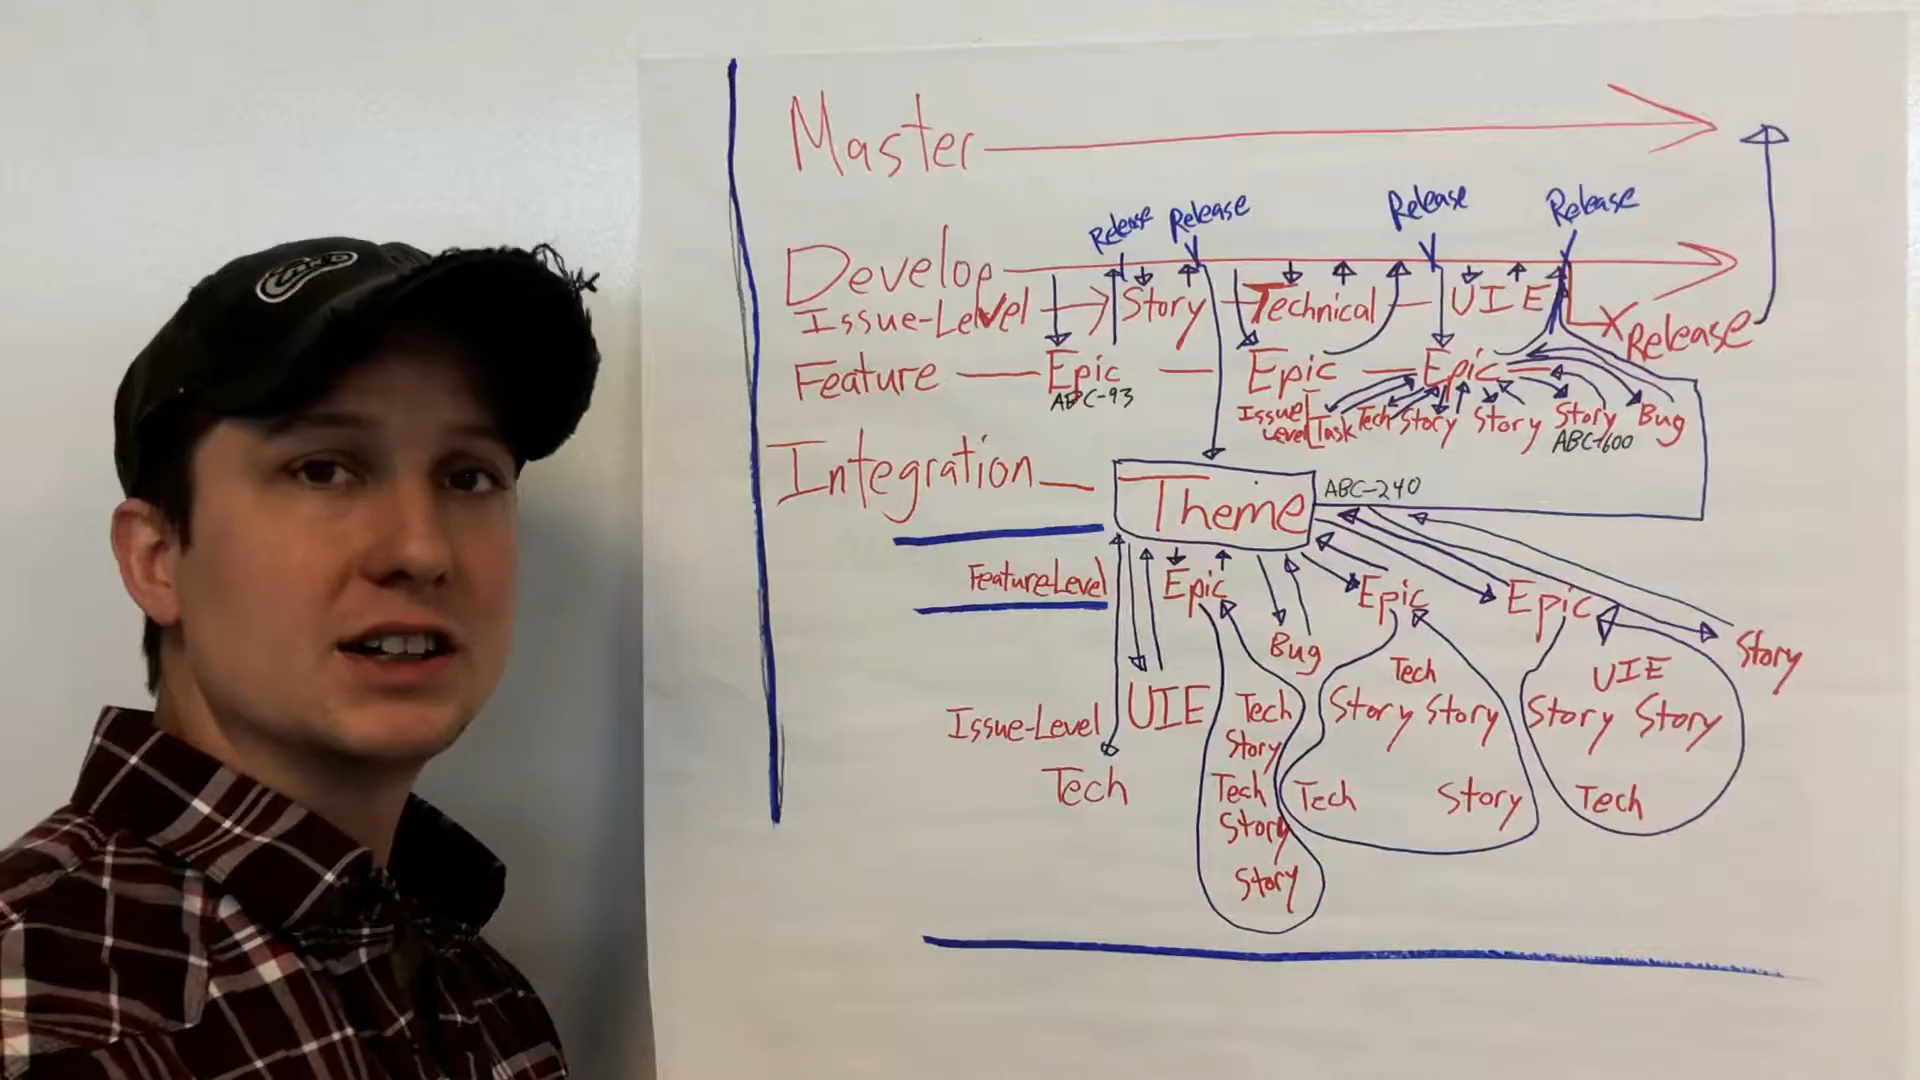 Master
Release Release Release Release
Develop
Issue-Level Story Technical UIE X Release
Feature Epic Epic Epic
ABC-93
Issue Level Task Tech Story Story Story Bug
ABC-1600
Integration Theme ABC-240
Feature-Level Epic Epic Epic
Bug Story
Issue-Level UIE
Tech
Tech
Story
Tech
Story
Story
Tech
Story Story
Tech Story
UIE
Story Story
Tech